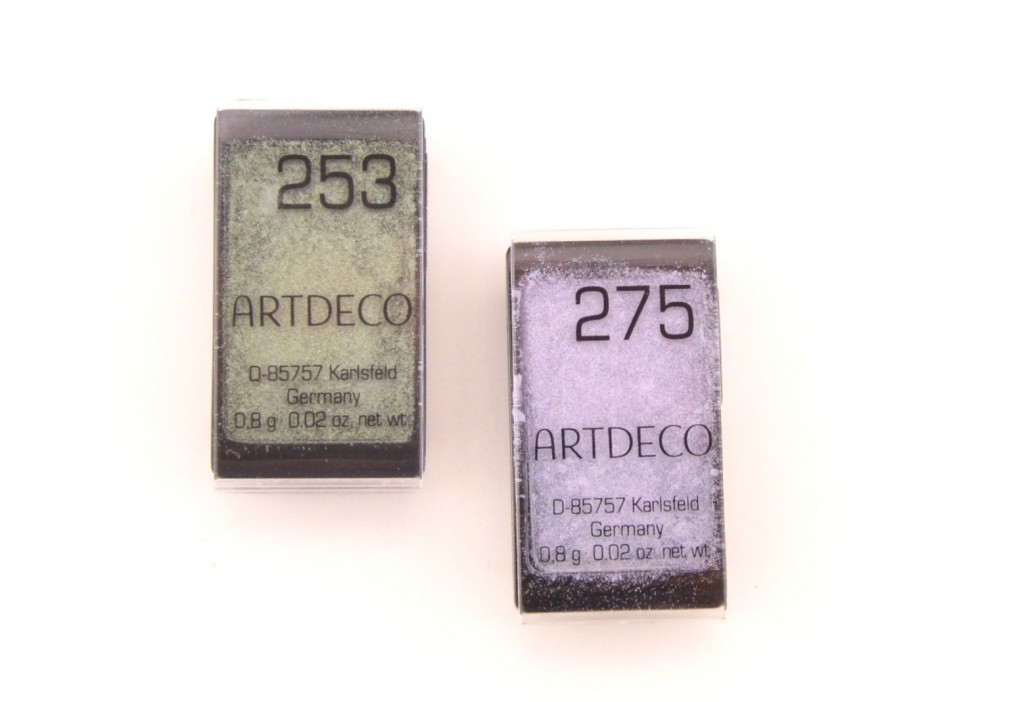 253
ARTDECO
D-85757 Karlsfeld
Germany
0,8 g 0.02 oz. net wt.
275
ARTDECO
D-85757 Karlsfeld
Germany
0,8 g 0.02 oz. net wt.